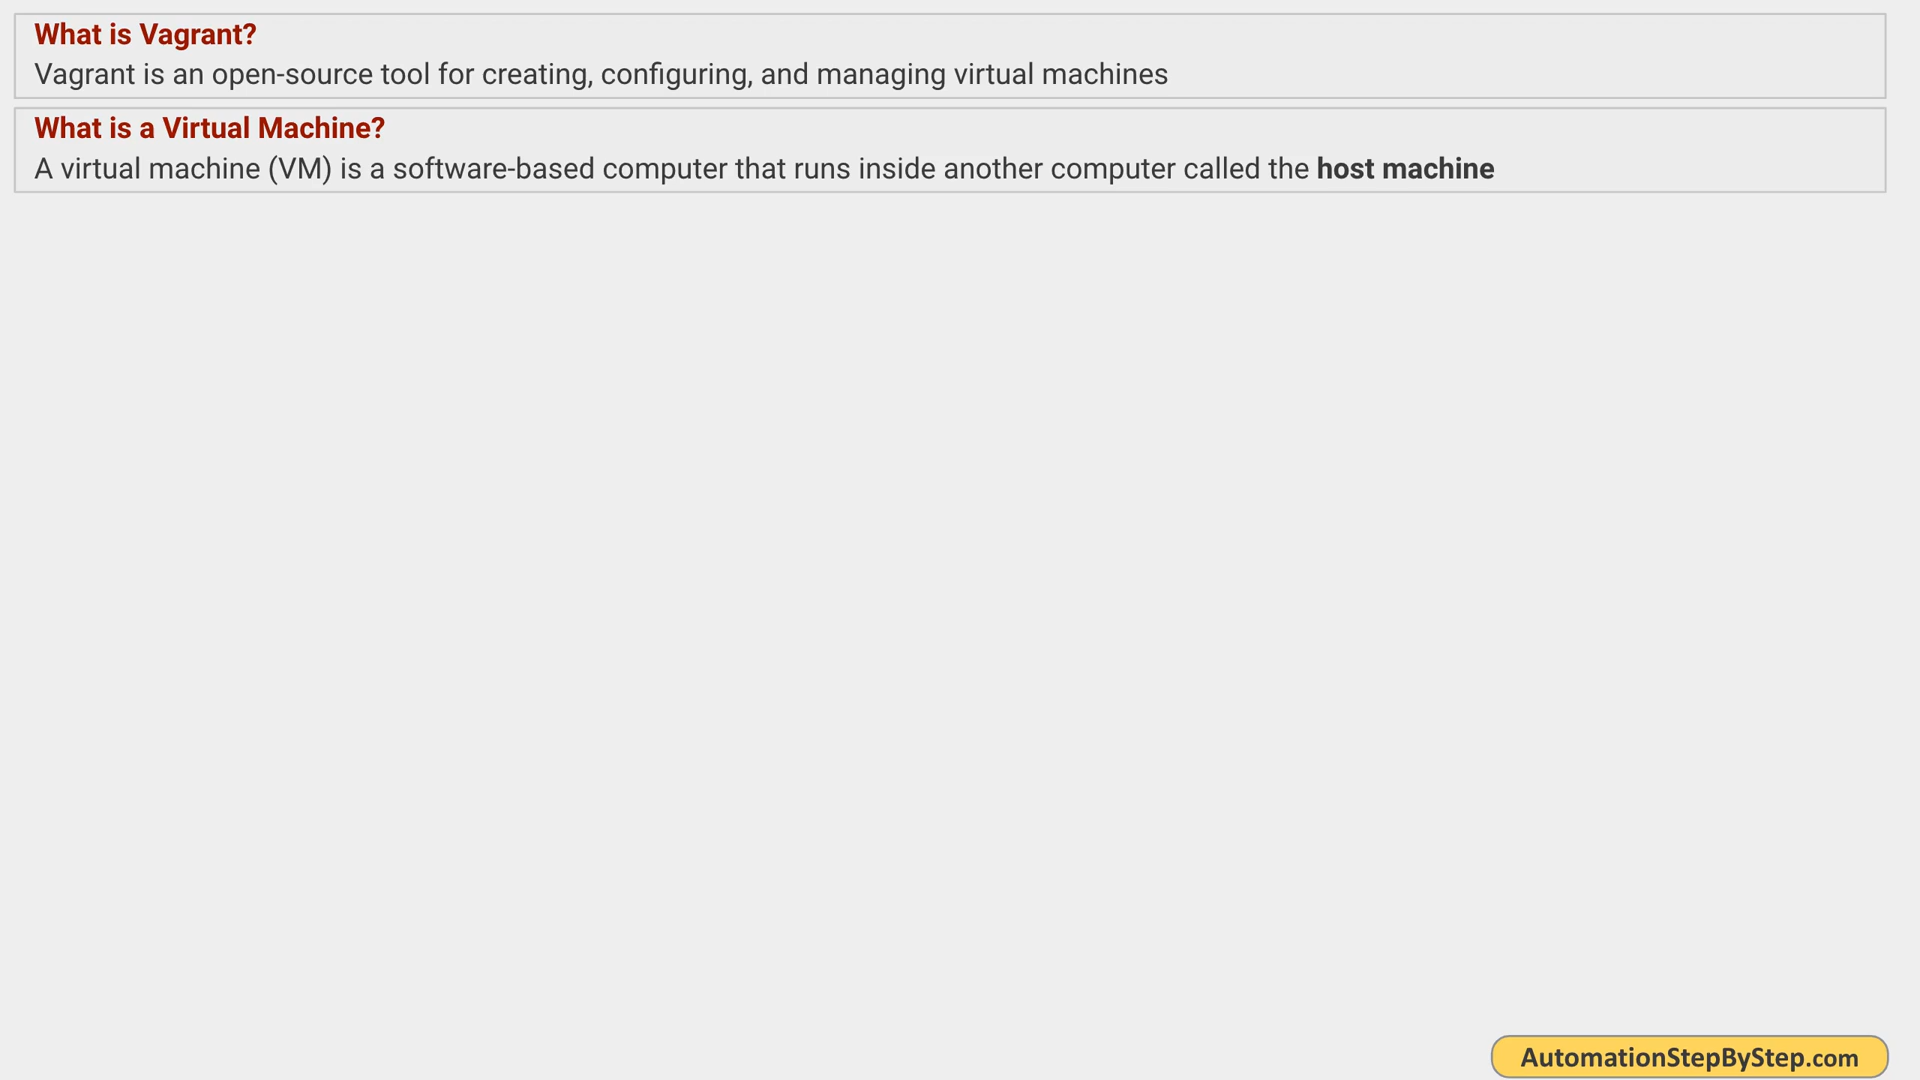 What is Vagrant?
Vagrant is an open-source tool for creating, configuring, and managing virtual machines
What is a Virtual Machine?
A virtual machine (VM) is a software-based computer that runs inside another computer called the host machine
AutomationStepByStep.com